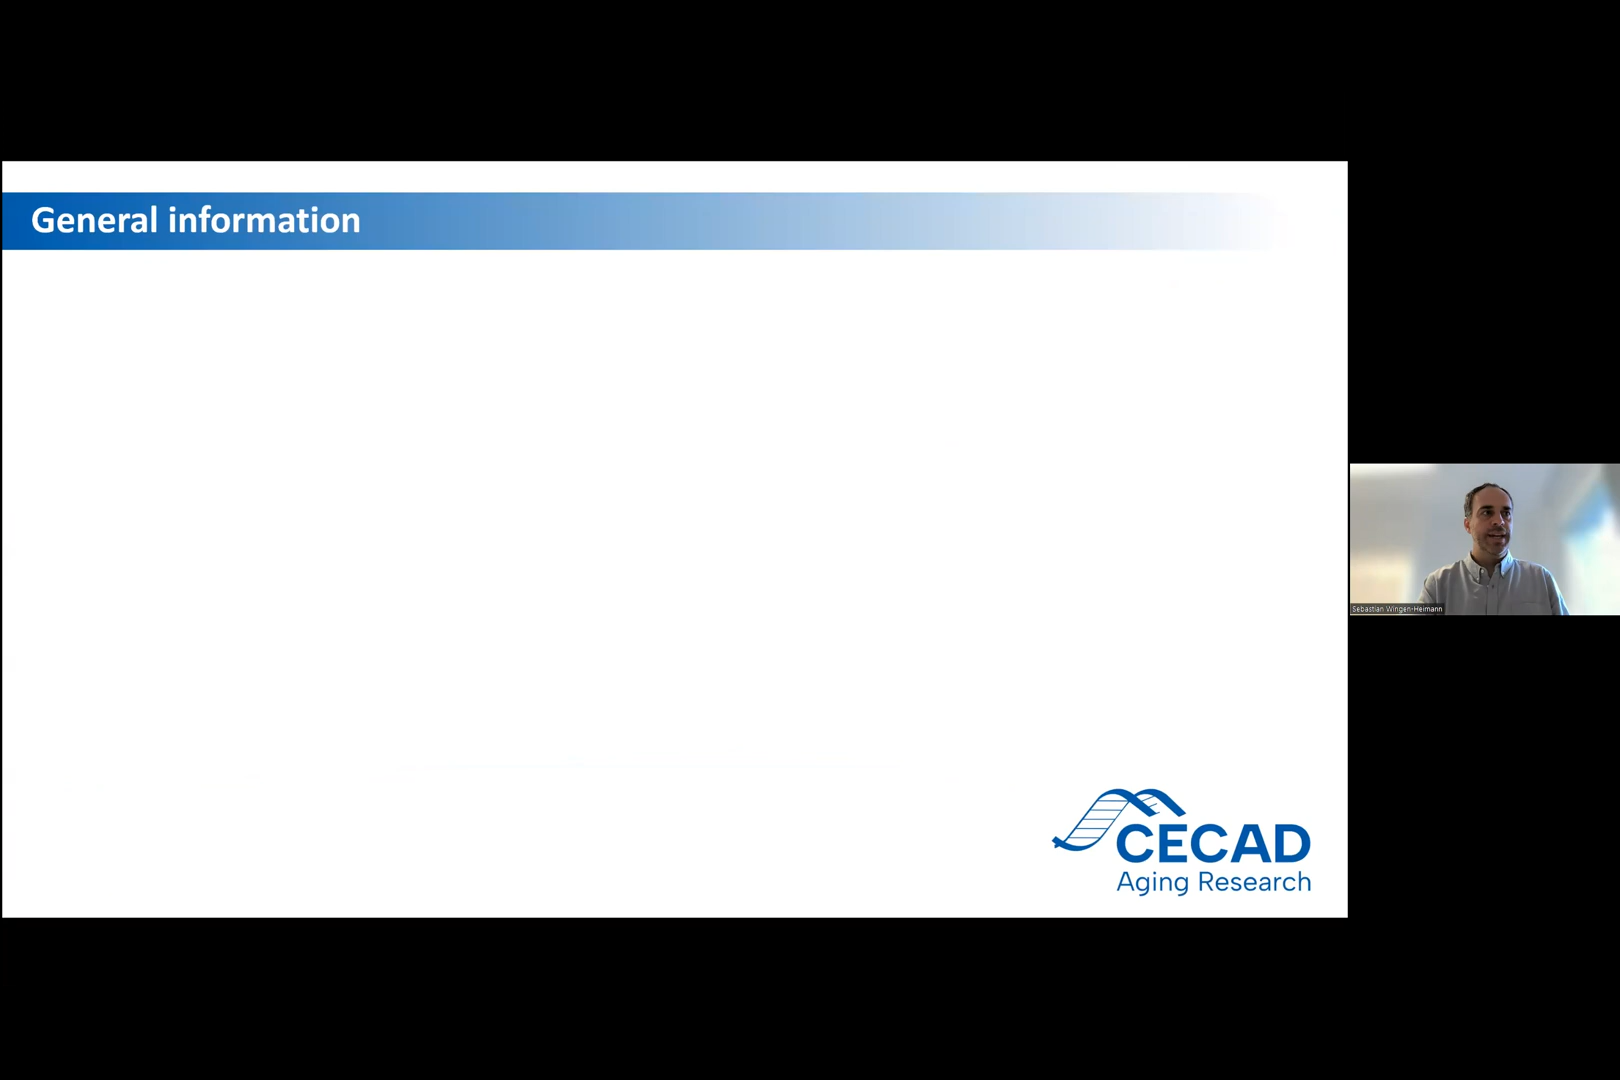 General information
CECAD
Aging Research
Sebastian Wingen-Heimann